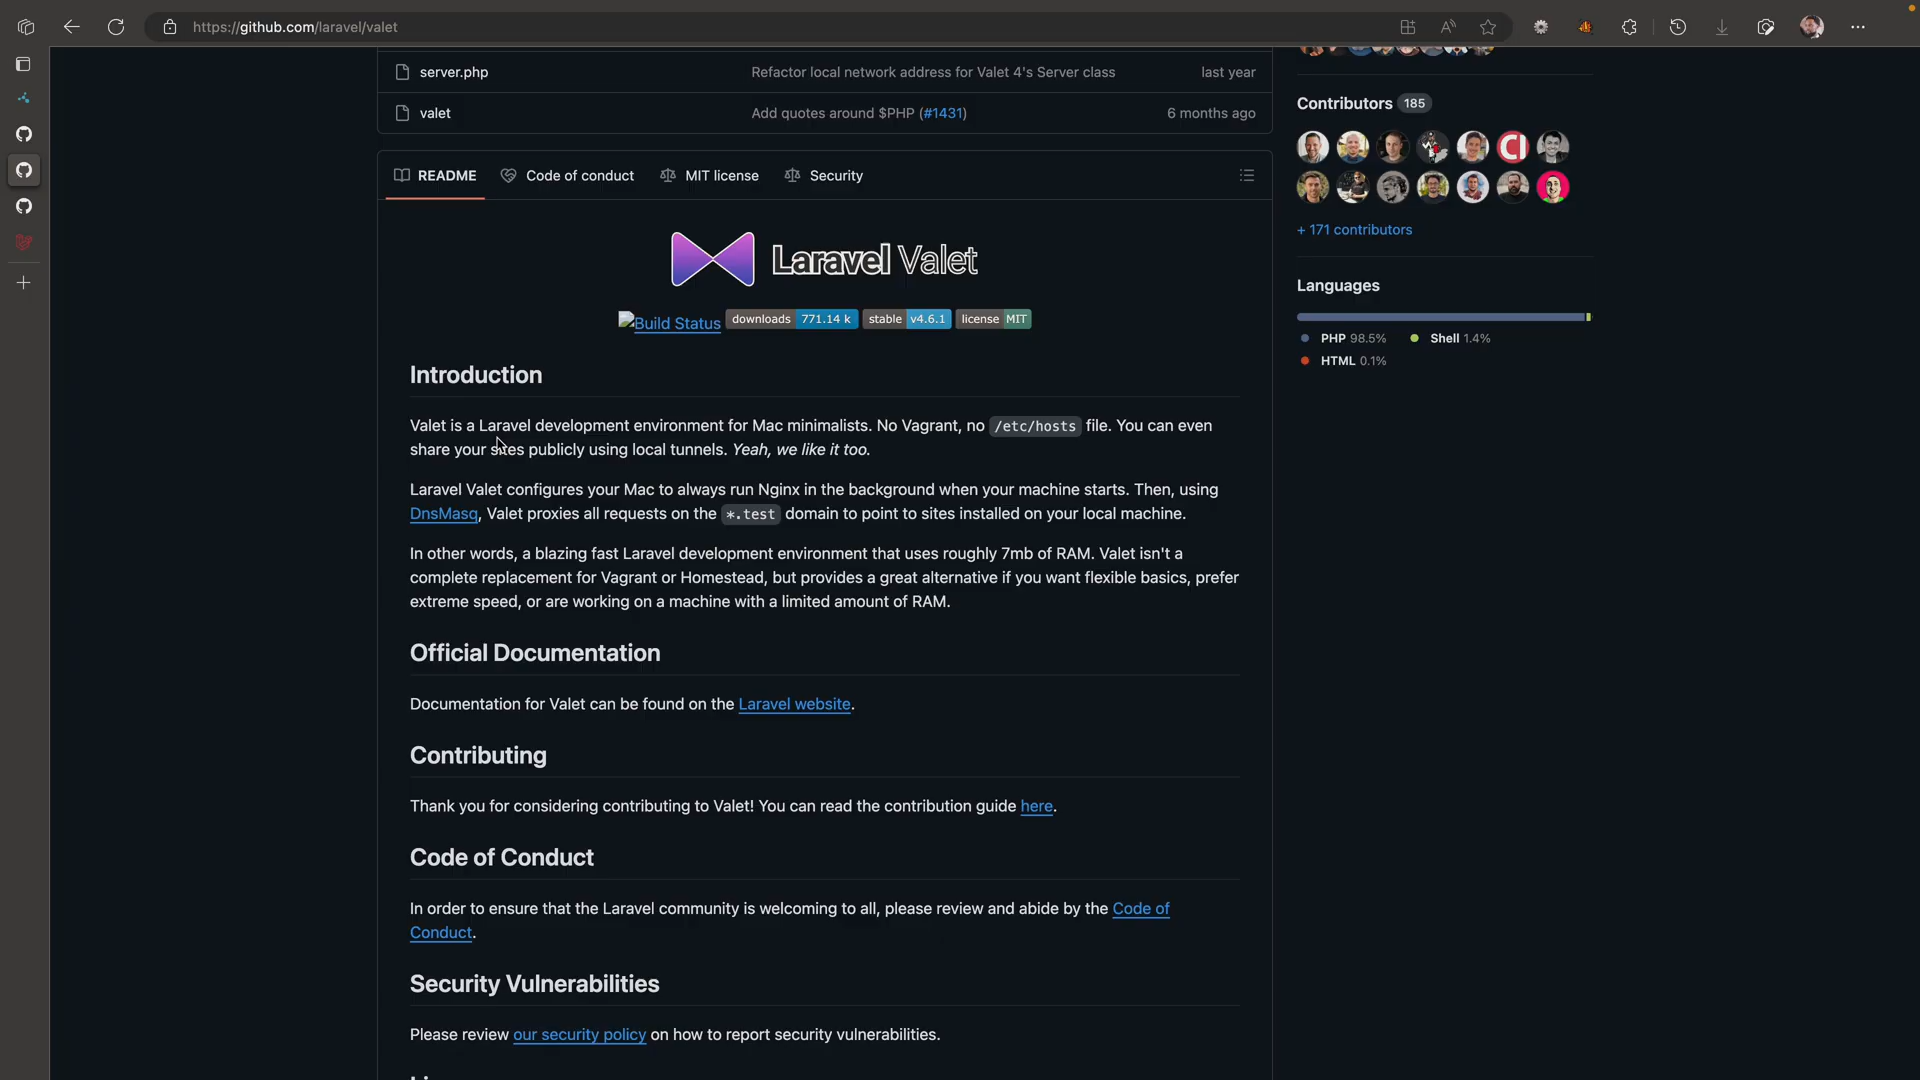 https://github.com/laravel/valet
server.php Refactor local network address for Valet 4's Server class last year
valet Add quotes around $PHP (#1431) 6 months ago
README Code of conduct MIT license Security
Laravel Valet
Build Status downloads 771.14 k stable v4.6.1 license MIT
Introduction
Valet is a Laravel development environment for Mac minimalists. No Vagrant, no /etc/hosts file. You can even
share your sites publicly using local tunnels. Yeah, we like it too.
Laravel Valet configures your Mac to always run Nginx in the background when your machine starts. Then, using
DnsMasq, Valet proxies all requests on the *.test domain to point to sites installed on your local machine.
In other words, a blazing fast Laravel development environment that uses roughly 7mb of RAM. Valet isn't a
complete replacement for Vagrant or Homestead, but provides a great alternative if you want flexible basics, prefer
extreme speed, or are working on a machine with a limited amount of RAM.
Official Documentation
Documentation for Valet can be found on the Laravel website.
Contributing
Thank you for considering contributing to Valet! You can read the contribution guide here.
Code of Conduct
In order to ensure that the Laravel community is welcoming to all, please review and abide by the Code of
Conduct.
Security Vulnerabilities
Please review our security policy on how to report security vulnerabilities.
Contributors 185
CI
+ 171 contributors
Languages
PHP 98.5% Shell 1.4%
HTML 0.1%